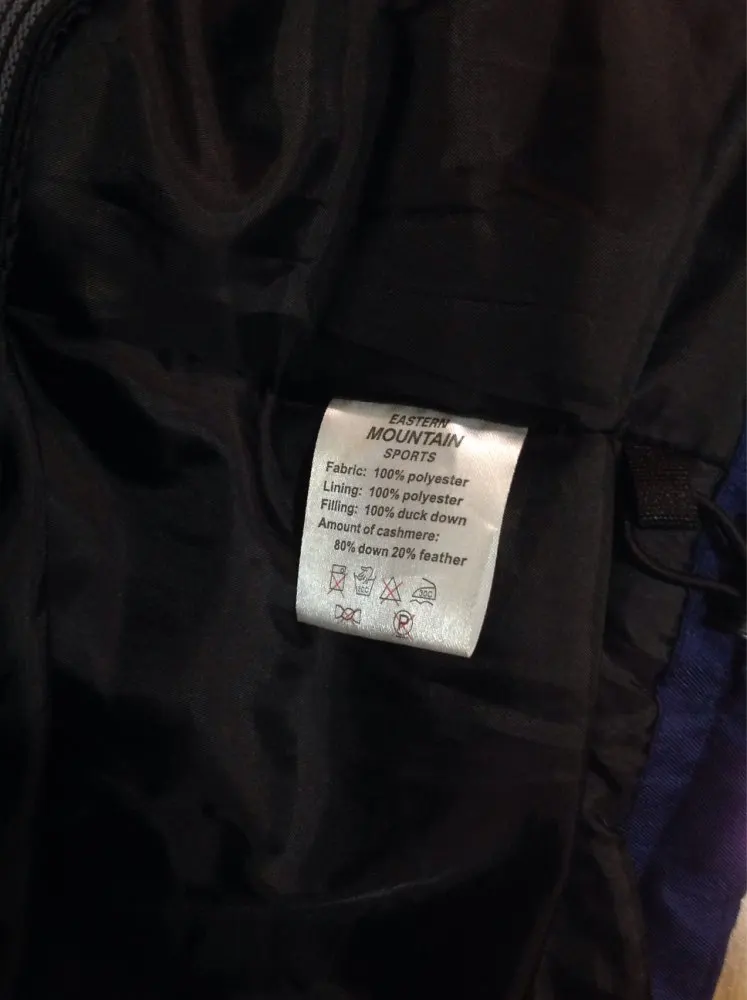 EASTERN
MOUNTAIN
SPORTS
Fabric: 100% polyester
Lining: 100% polyester
Filling: 100% duck down
Amount of cashmere:
80% down 20% feather
P